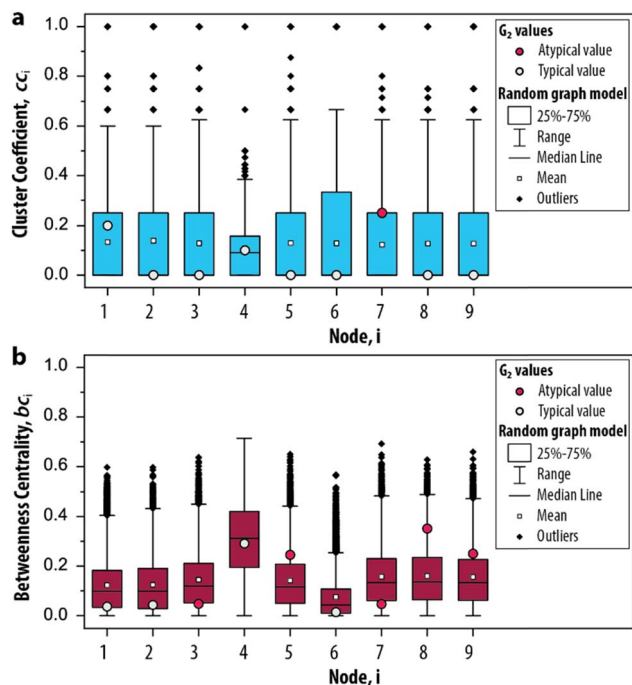 a
Cluster Coefficient, cci
1.0
0.8
0.6
0.4
0.2
0.0
1 2 3 4 5 6 7 8 9
Node, i
G2 values
Atypical value
Typical value
Random graph model
25%-75%
Range
Median Line
Mean
Outliers
b
Betweenness Centrality, bci
1.0
0.8
0.6
0.4
0.2
0.0
1 2 3 4 5 6 7 8 9
Node, i
G2 values
Atypical value
Typical value
Random graph model
25%-75%
Range
Median Line
Mean
Outliers